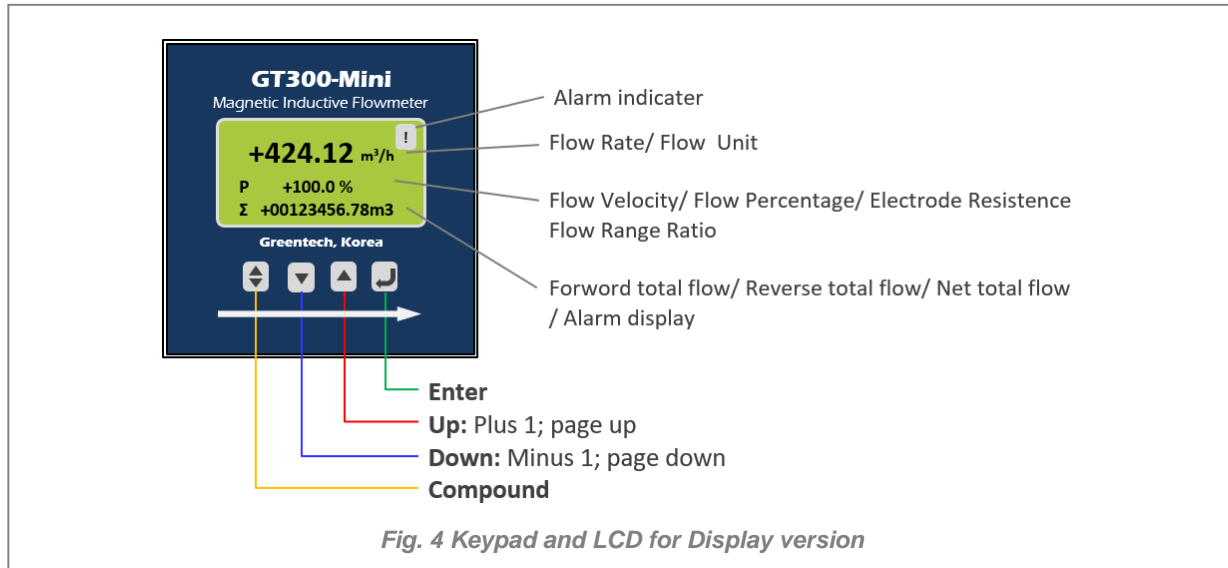 GT300-Mini
Magnetic Inductive Flowmeter
!
+424.12 m³/h
P +100.0 %
Σ +00123456.78m3
Greentech, Korea
Alarm indicater
Flow Rate/ Flow Unit
Flow Velocity/ Flow Percentage/ Electrode Resistence
Flow Range Ratio
Forword total flow/ Reverse total flow/ Net total flow
/ Alarm display
Enter
Up: Plus 1; page up
Down: Minus 1; page down
Compound
Fig. 4 Keypad and LCD for Display version